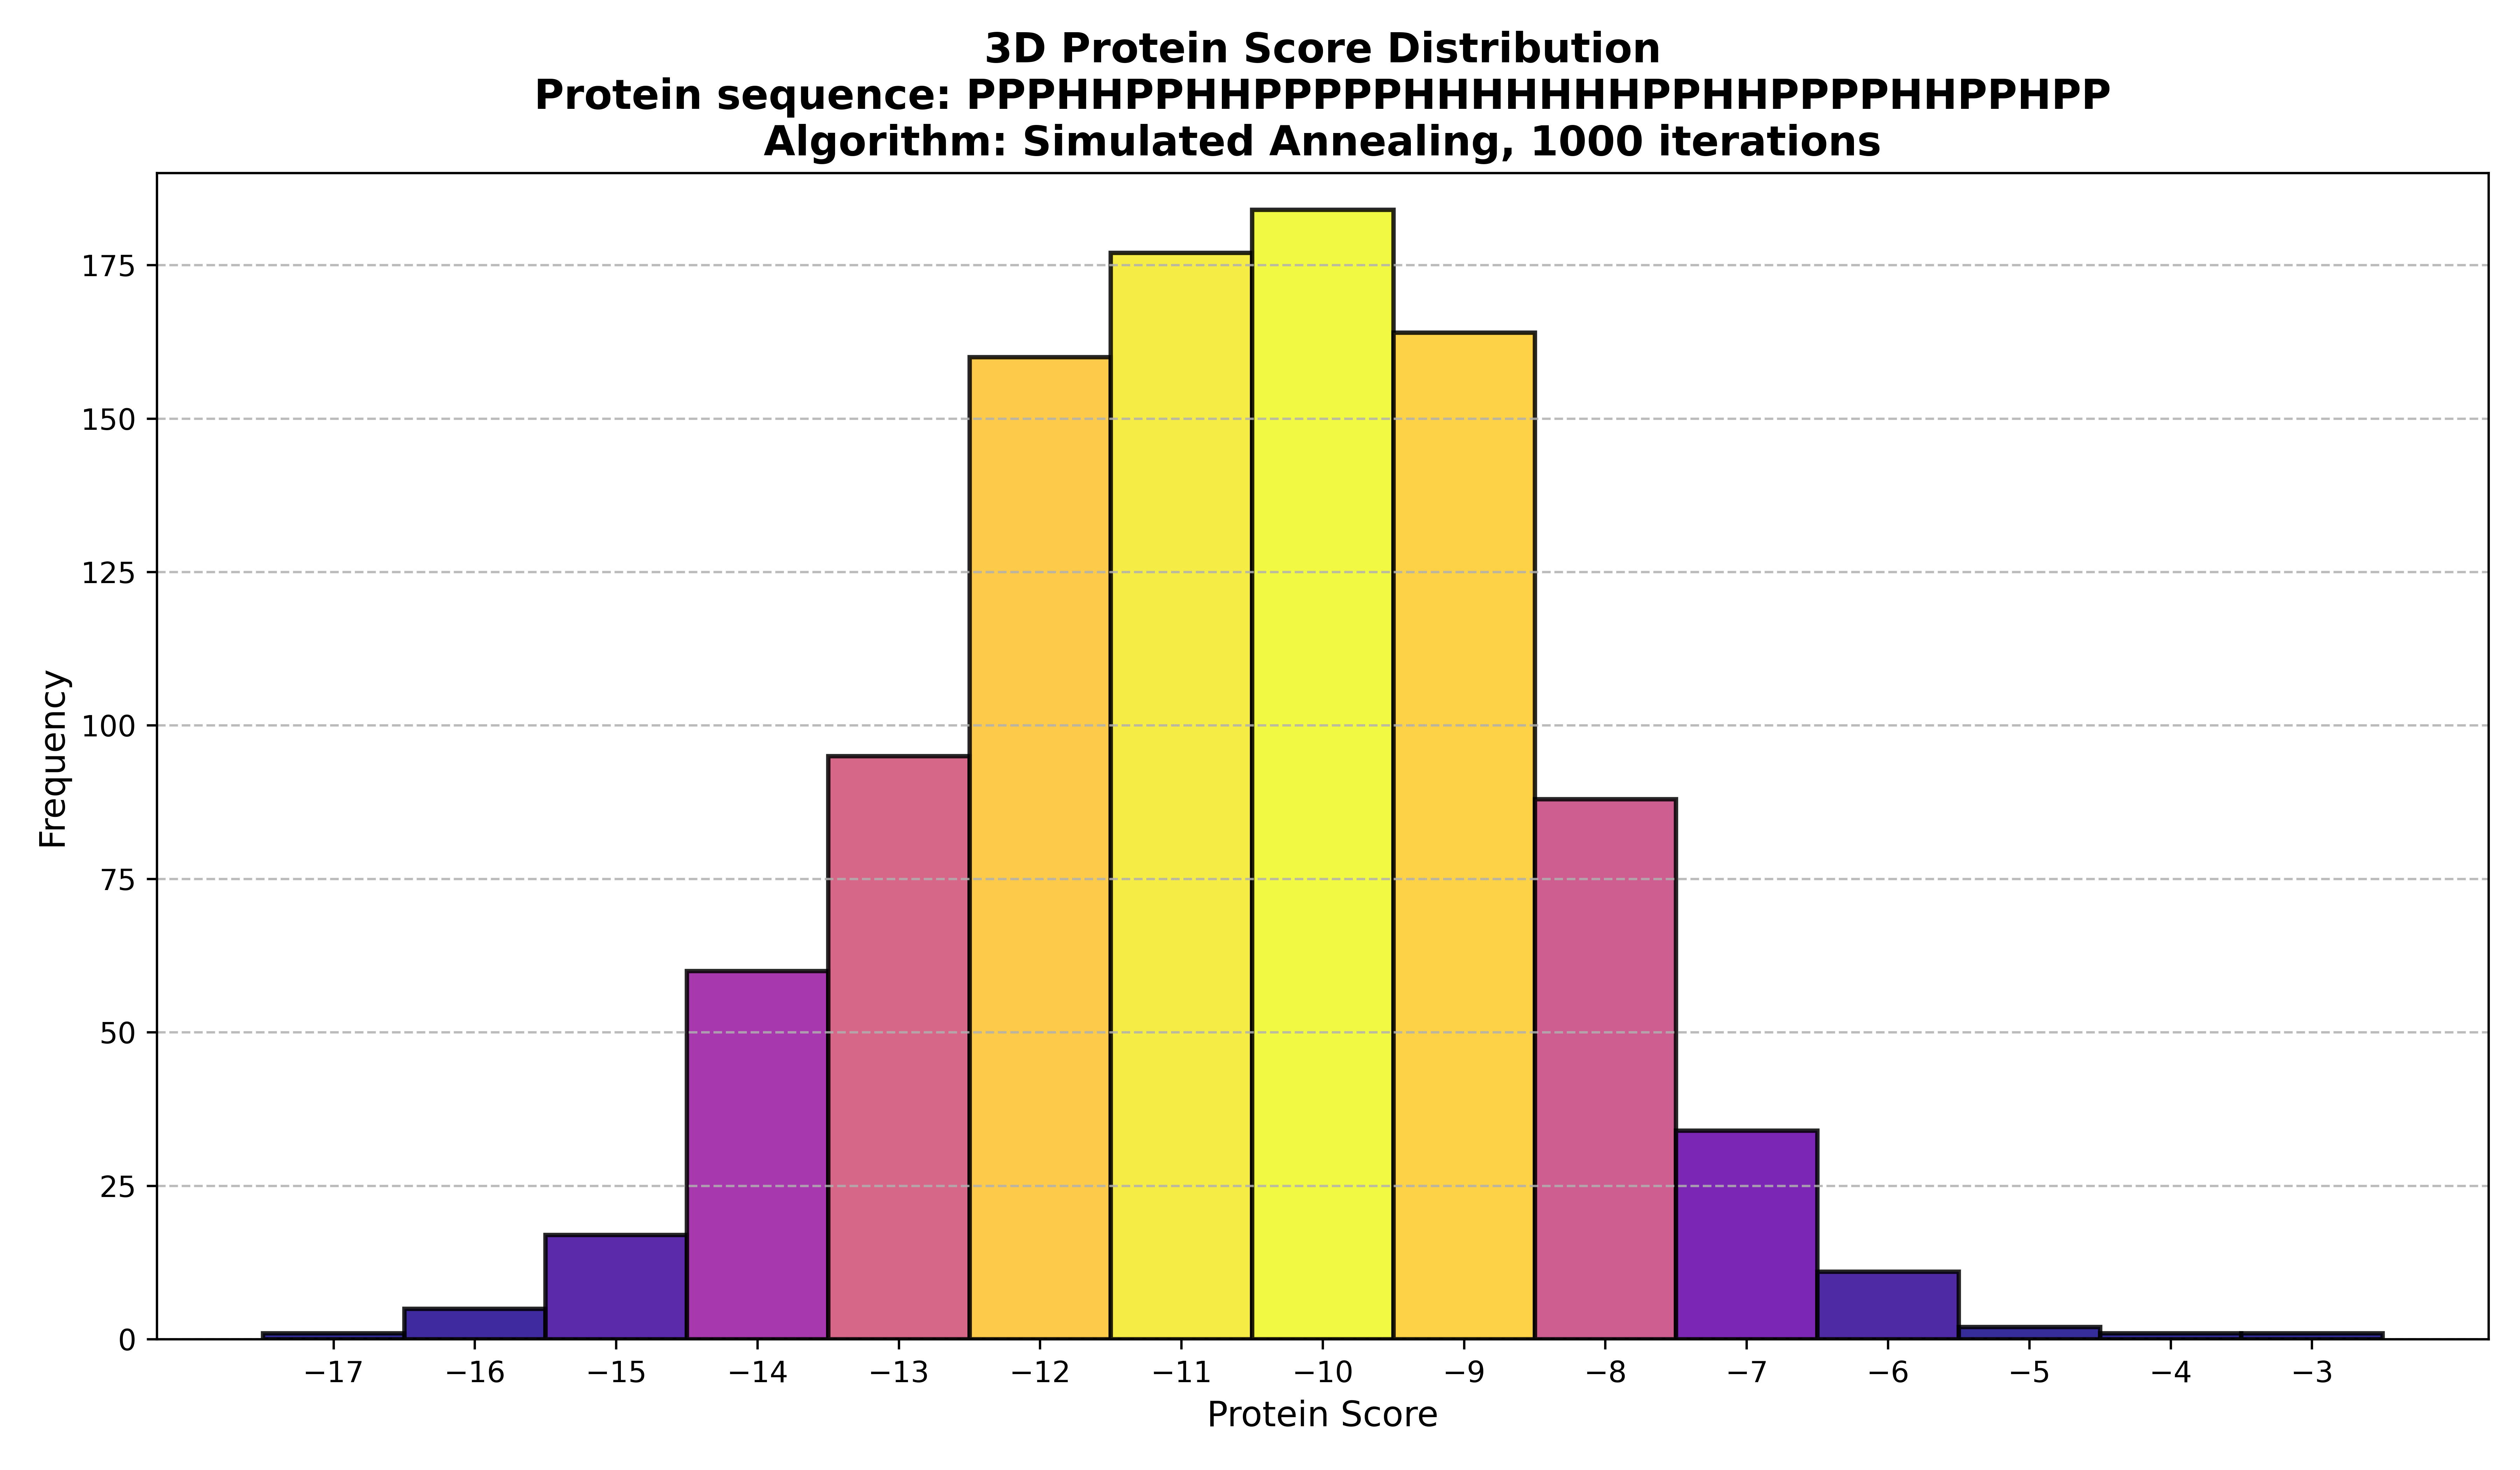 3D Protein Score Distribution
Protein sequence: PPPHHPPHHPPPPPHHHHHHHPPHHPPPPHHPPHPP
Algorithm: Simulated Annealing, 1000 iterations
175
150
125
100
75
50
25
0
Frequency
−17 −16 −15 −14 −13 −12 −11 −10 −9 −8 −7 −6 −5 −4 −3
Protein Score